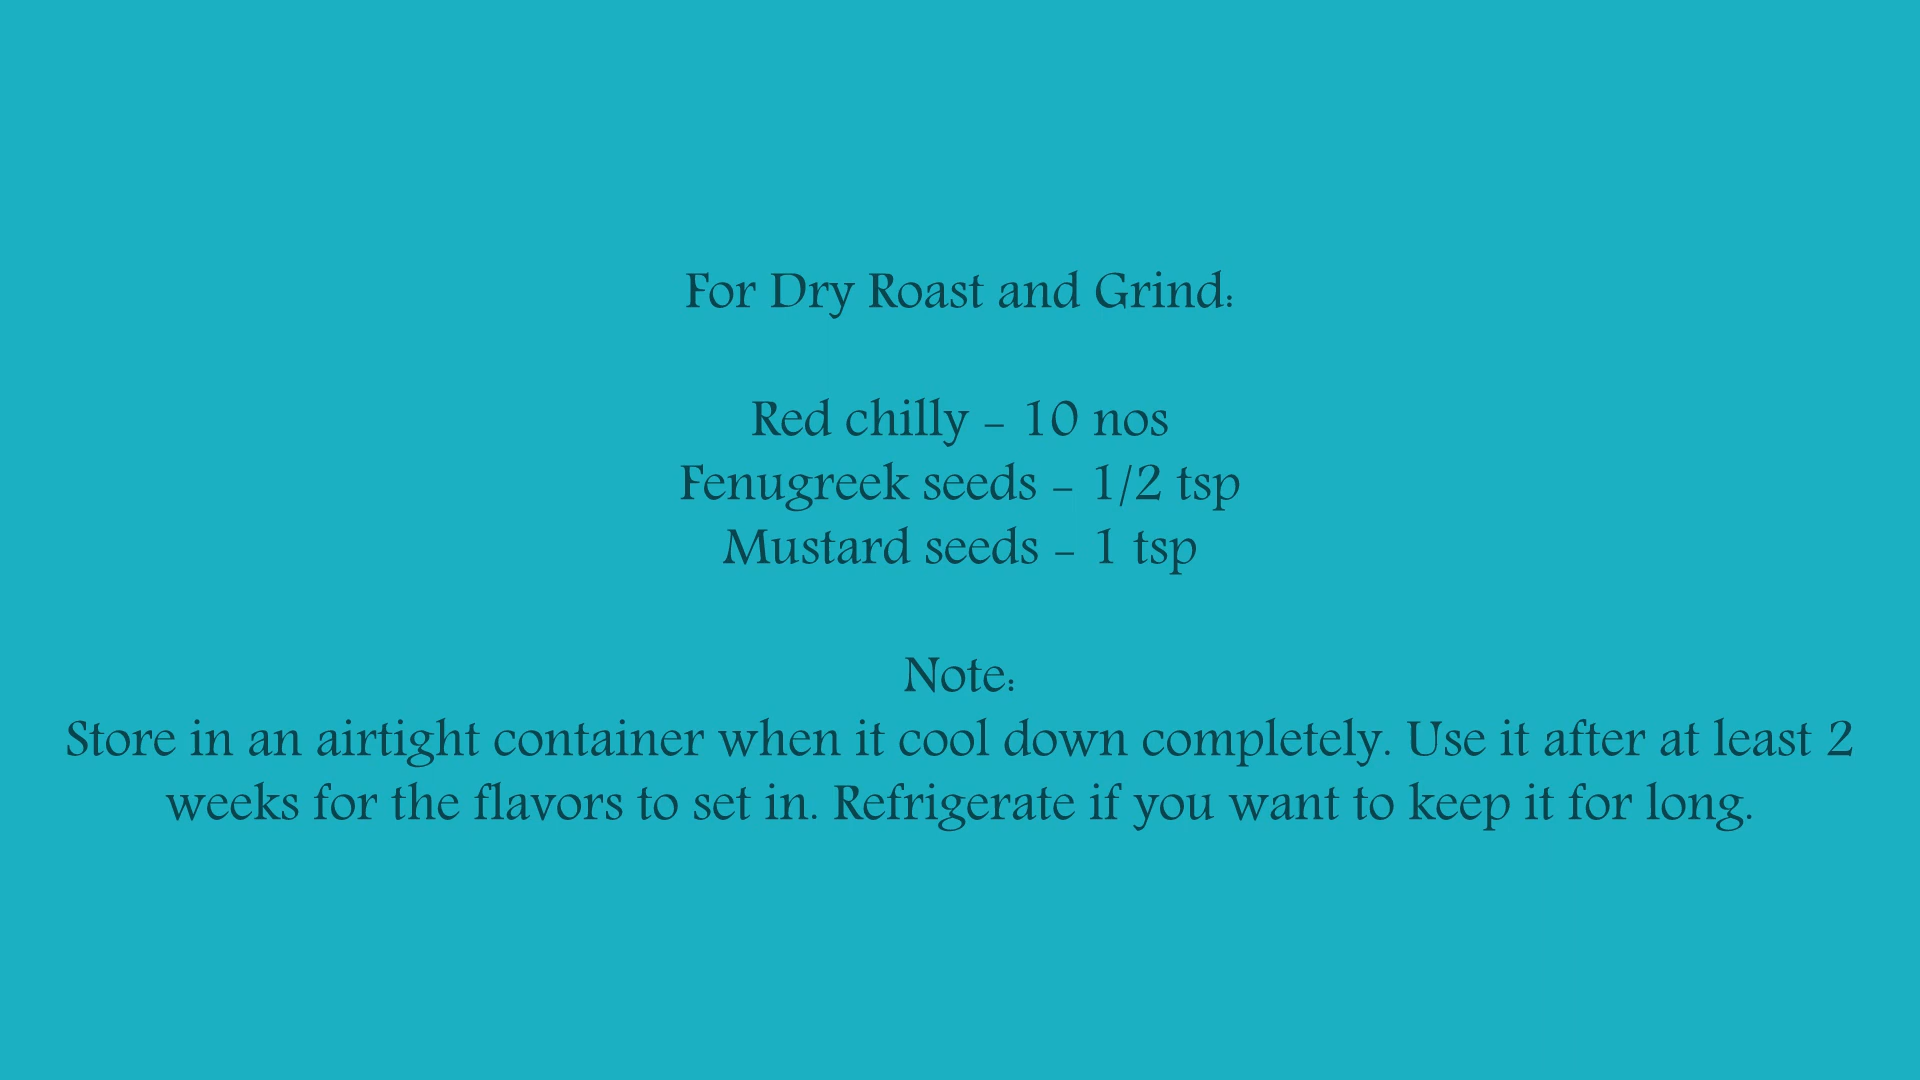 For Dry Roast and Grind:
Red chilly - 10 nos
Fenugreek seeds - 1/2 tsp
Mustard seeds - 1 tsp
Note:
Store in an airtight container when it cool down completely. Use it after at least 2
weeks for the flavors to set in. Refrigerate if you want to keep it for long.